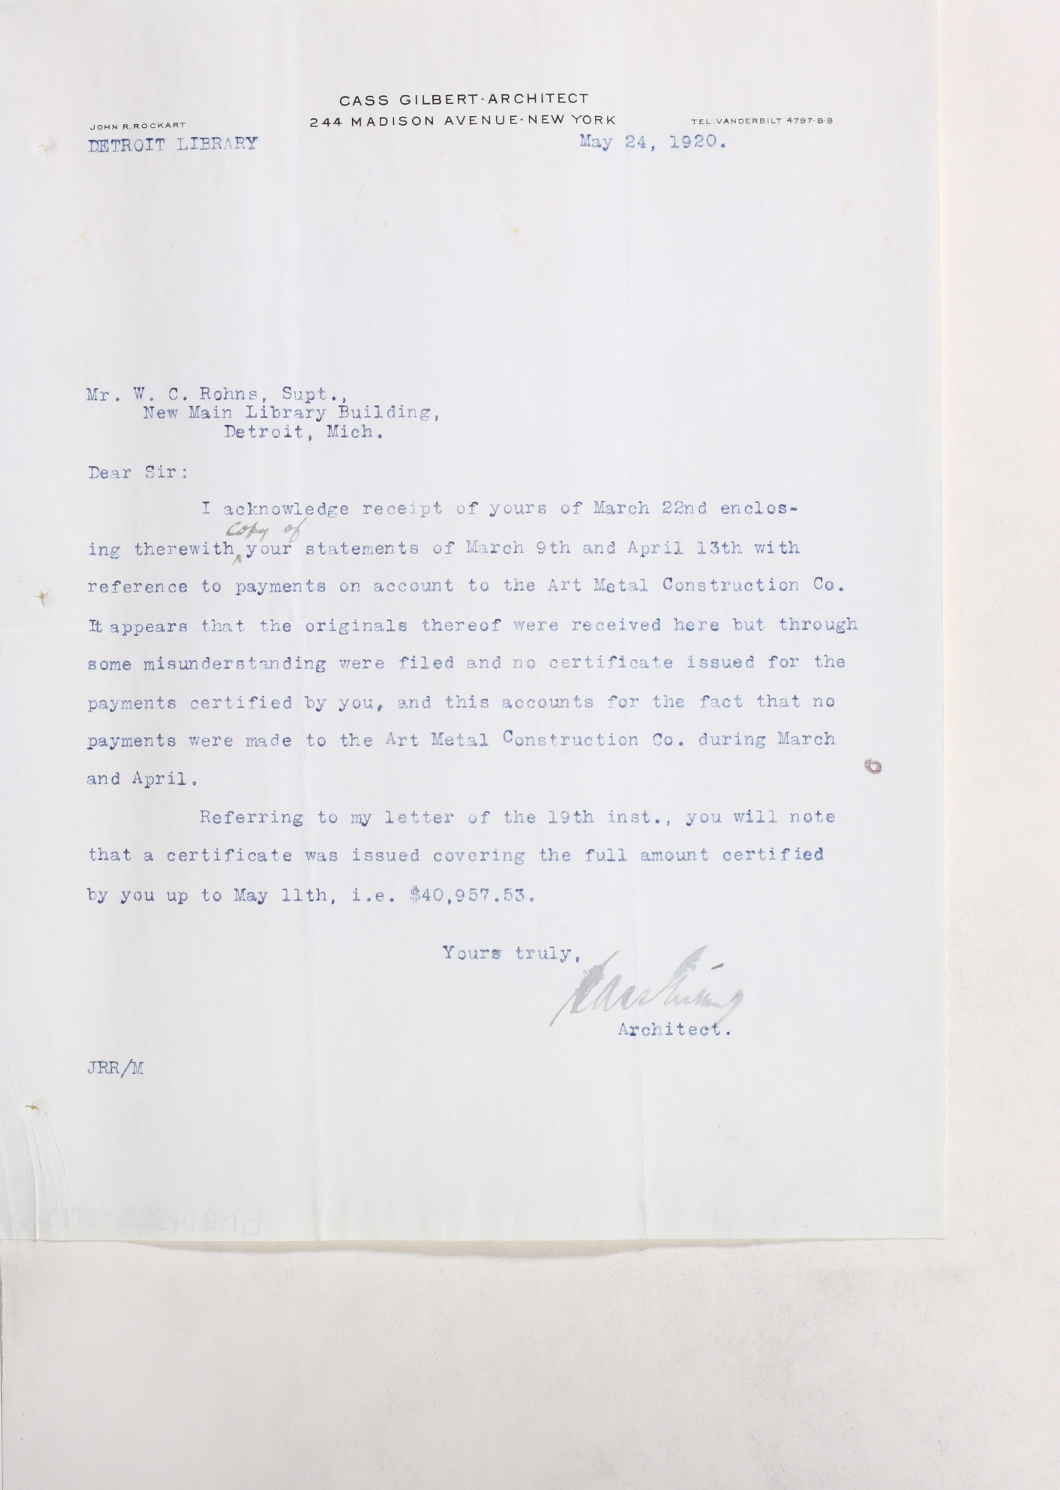 CASS GILBERT·ARCHITECT
244 MADISON AVENUE·NEW YORK
JOHN R. ROCKART
TEL. VANDERBILT 4797-8-9
DETROIT LIBRARY
May 24, 1920.
Mr. W. C. Rohns, Supt.,
New Main Library Building,
Detroit, Mich.
Dear Sir:
I acknowledge receipt of yours of March 22nd enclos-
copy of
ing therewith your statements of March 9th and April 13th with
reference to payments on account to the Art Metal Construction Co.
It appears that the originals thereof were received here but through
some misunderstanding were filed and no certificate issued for the
payments certified by you, and this accounts for the fact that no
payments were made to the Art Metal Construction Co. during March
and April.
Referring to my letter of the 19th inst., you will note
that a certificate was issued covering the full amount certified
by you up to May 11th, i.e. $40,957.53.
Yours truly,
Architect.
JRR/M